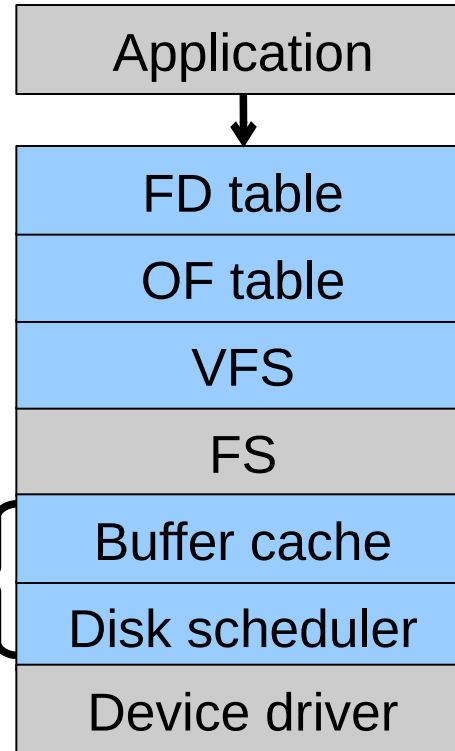 Application
FD table
OF table
VFS
FS
Buffer cache
Disk scheduler
Device driver